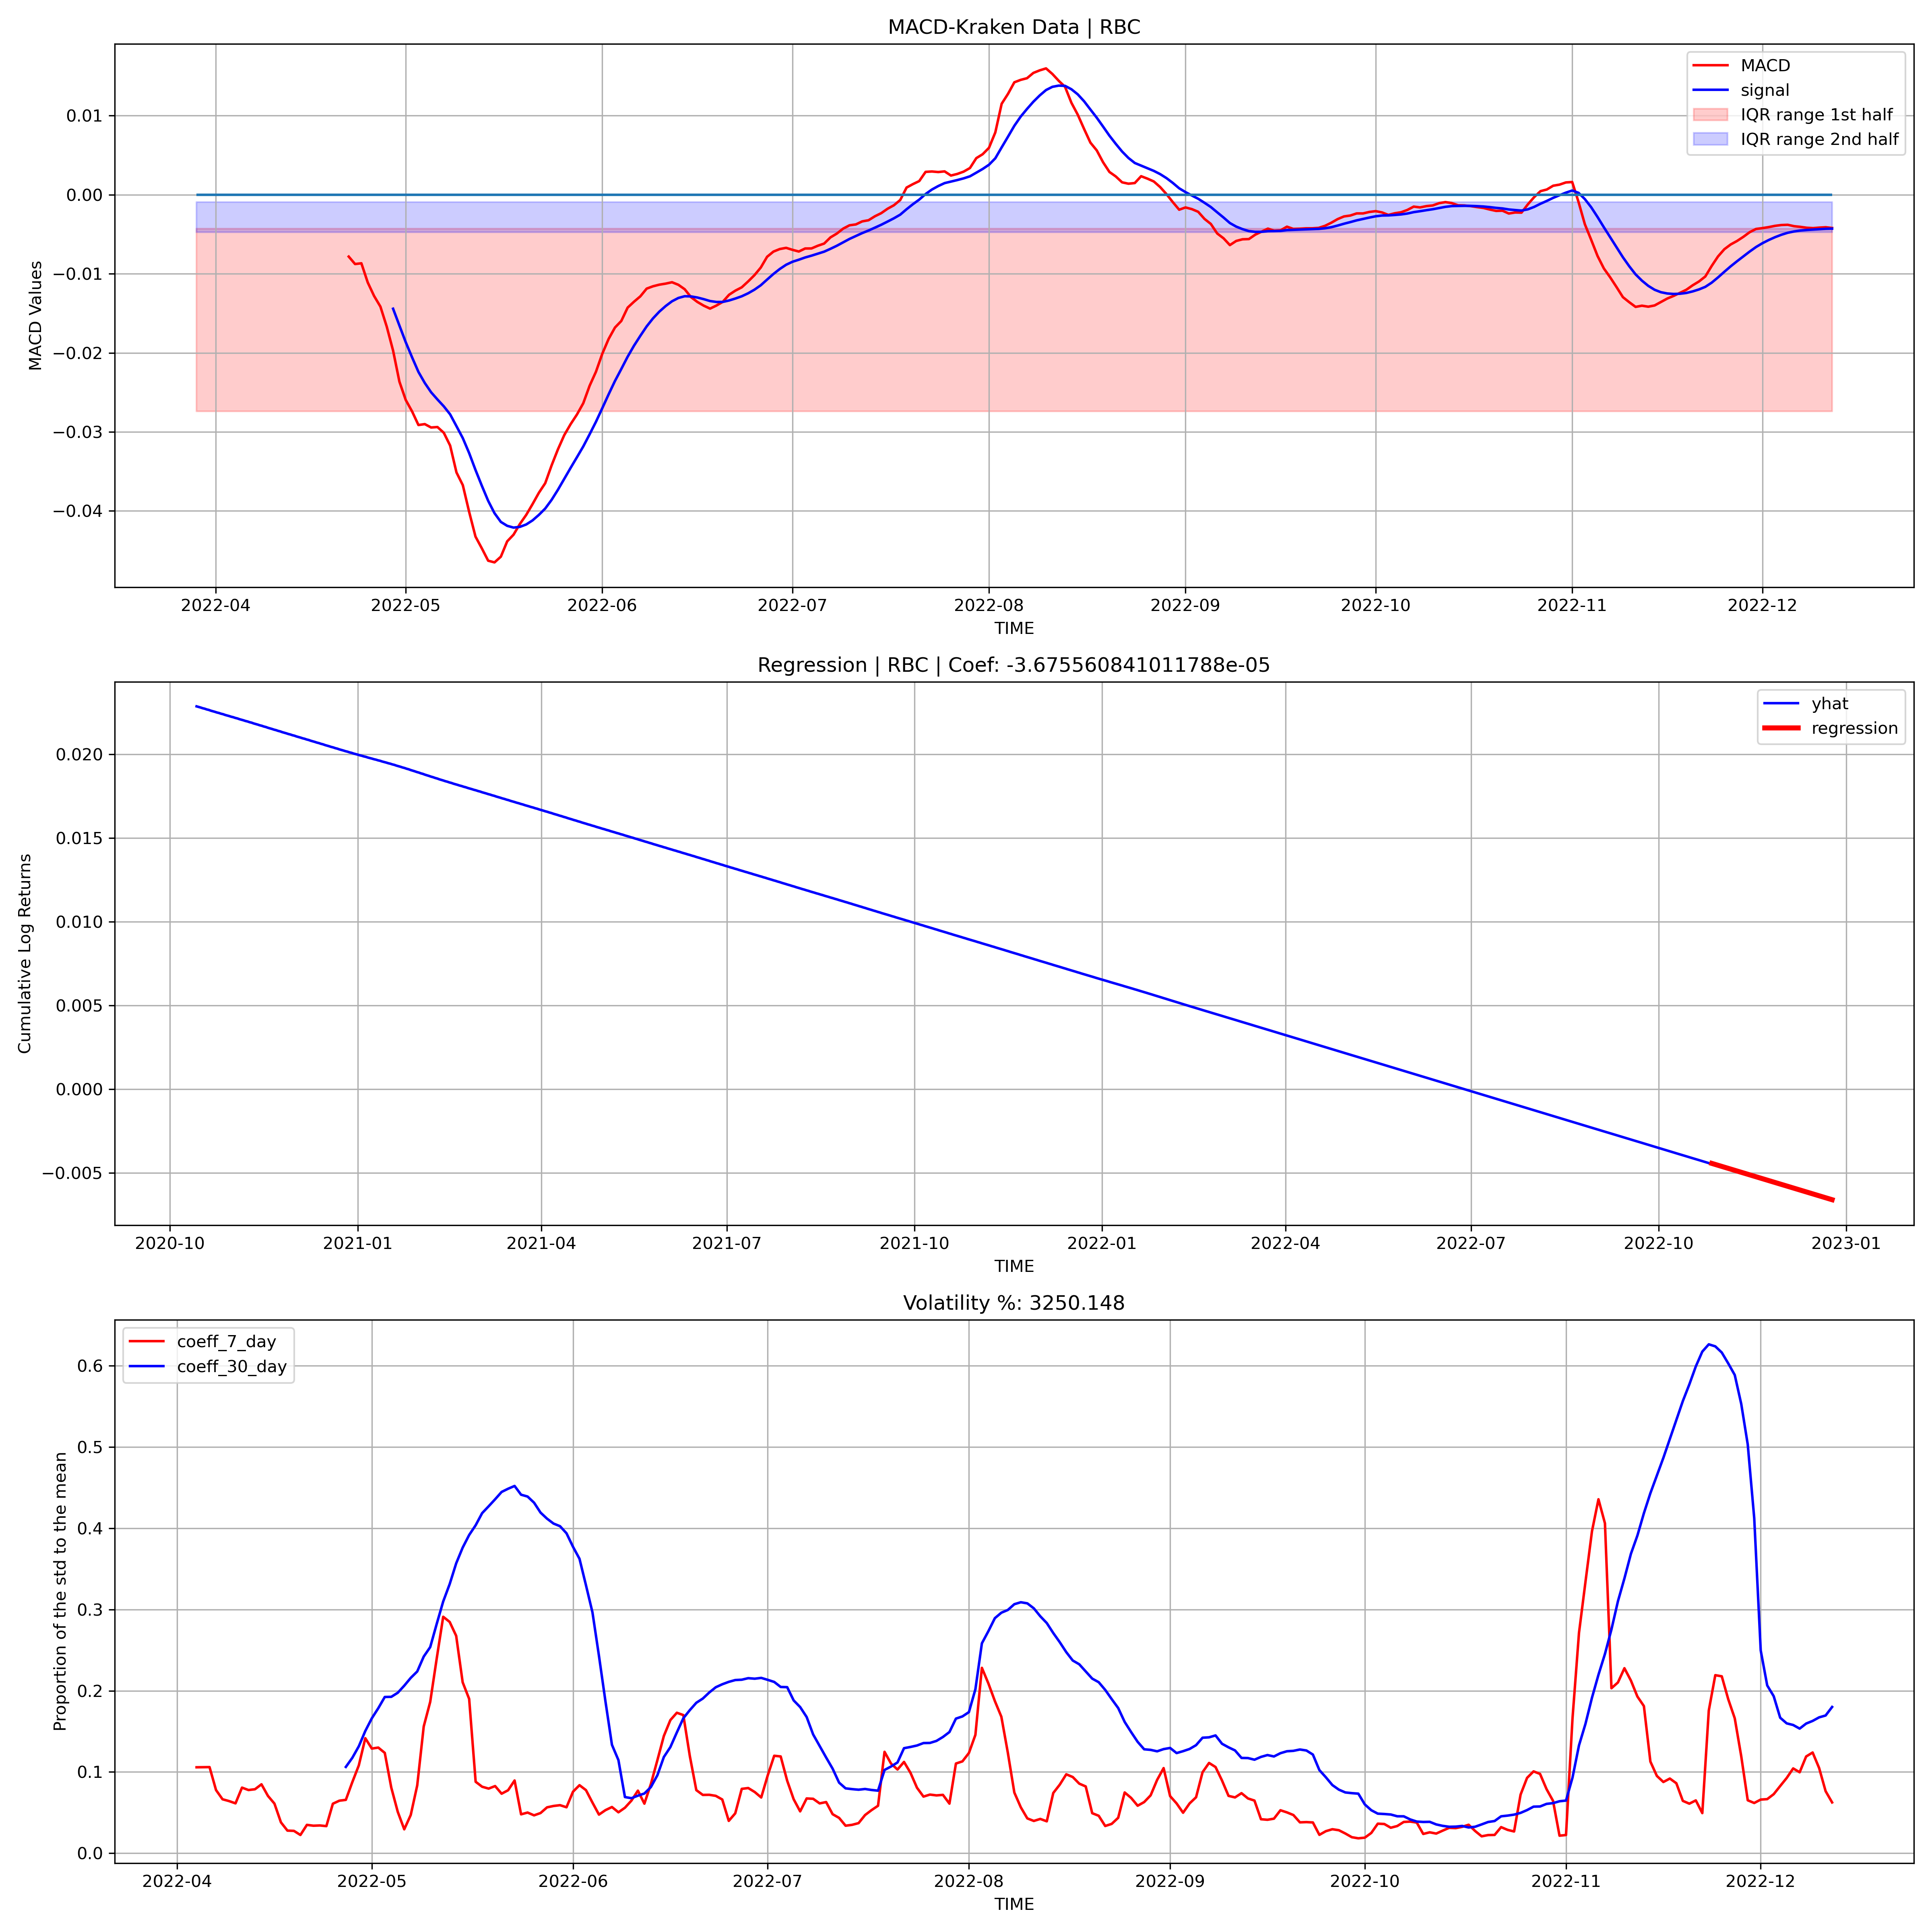 MACD-Kraken Data | RBC
MACD
signal
IQR range 1st half
IQR range 2nd half
0.01
0.00
−0.01
−0.02
−0.03
−0.04
MACD Values
2022-04 2022-05 2022-06 2022-07 2022-08 2022-09 2022-10 2022-11 2022-12
TIME
Regression | RBC | Coef: -3.675560841011788e-05
yhat
regression
0.020
0.015
0.010
0.005
0.000
−0.005
Cumulative Log Returns
2020-10 2021-01 2021-04 2021-07 2021-10 2022-01 2022-04 2022-07 2022-10 2023-01
TIME
Volatility %: 3250.148
coeff_7_day
coeff_30_day
0.6
0.5
0.4
0.3
0.2
0.1
0.0
Proportion of the std to the mean
2022-04 2022-05 2022-06 2022-07 2022-08 2022-09 2022-10 2022-11 2022-12
TIME